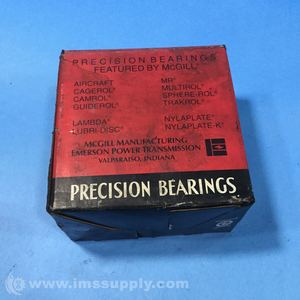 PRECISION BEARINGS
FEATURED BY MCGILL®
AIRCRAFT
CAGEROL®
CAMROL®
GUIDEROL®
LAMBDA®
LUBRI-DISC®
MR®
MULTIROL®
SPHERE-ROL®
TRAKROL®
NYLAPLATE®
NYLAPLATE-K®
MCGILL MANUFACTURING
EMERSON POWER TRANSMISSION
VALPARAISO, INDIANA
PRECISION BEARINGS
© www.imssupply.com